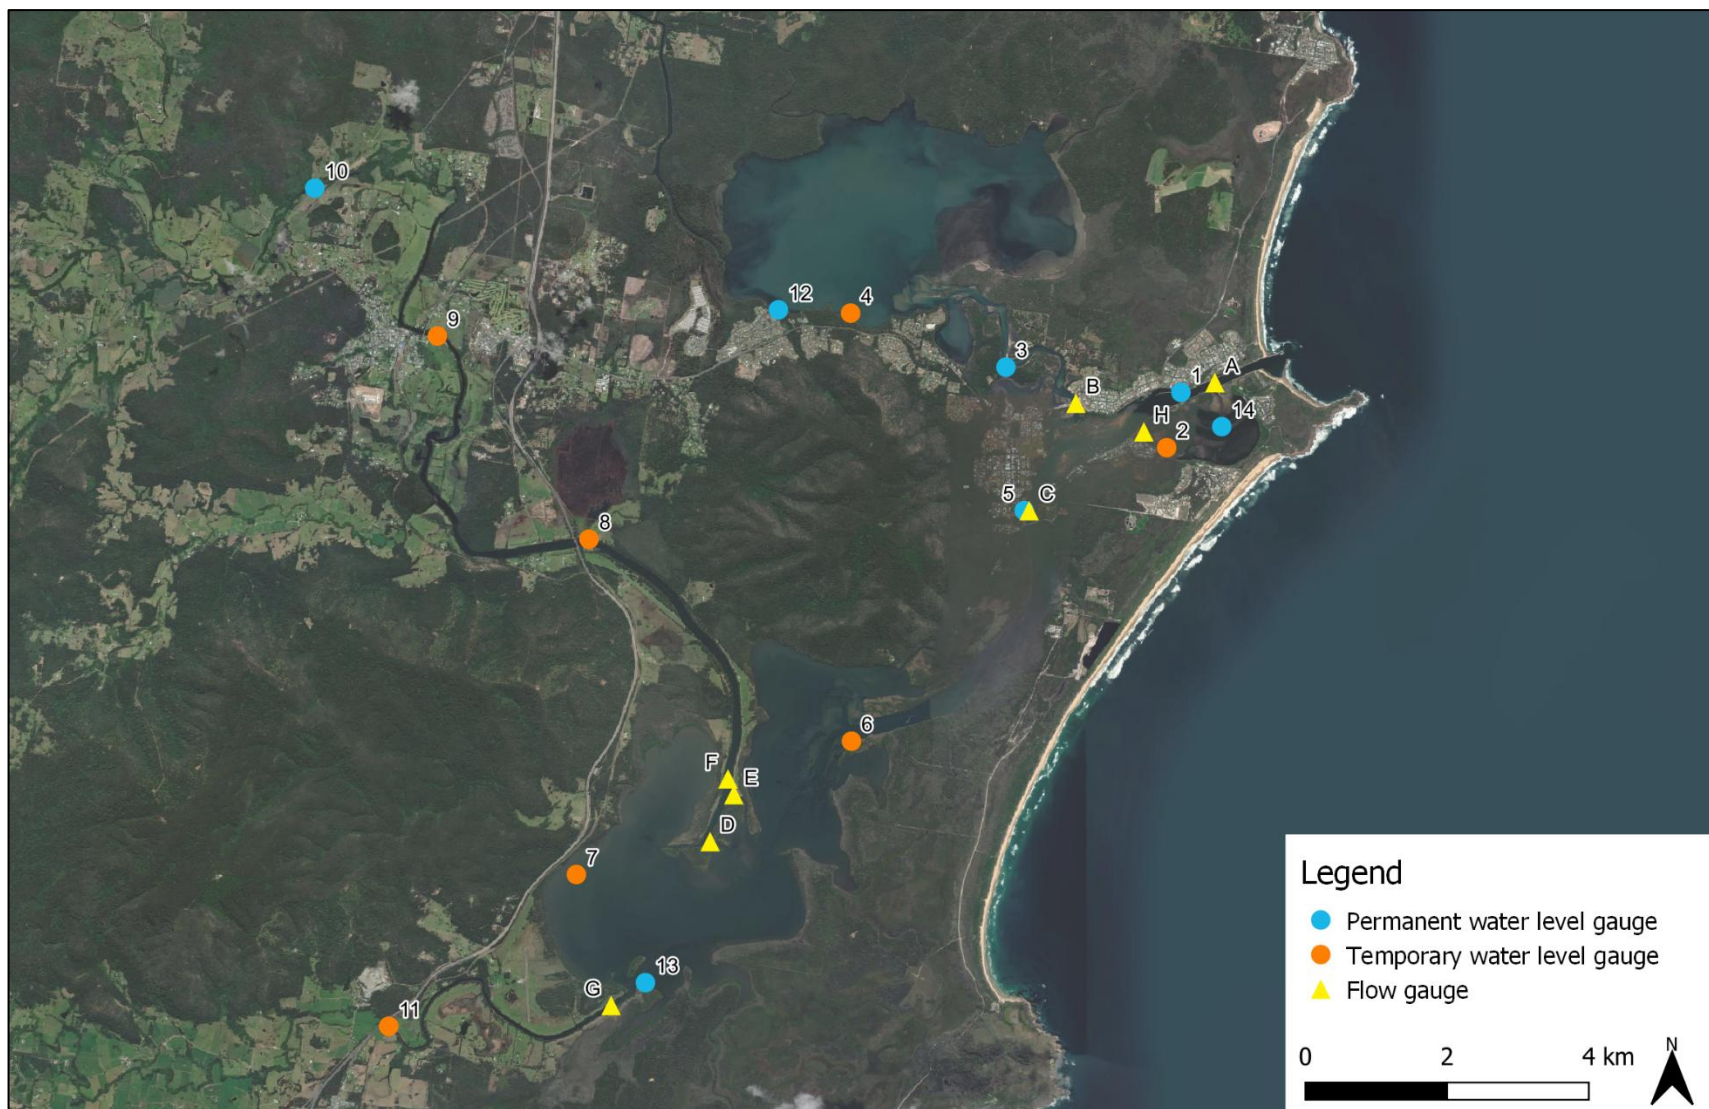 10
12
4
9
3
1
A
B
H
14
2
5
C
8
6
F
E
D
7
13
G
11
Legend
Permanent water level gauge
Temporary water level gauge
Flow gauge
0 2 4 km
N